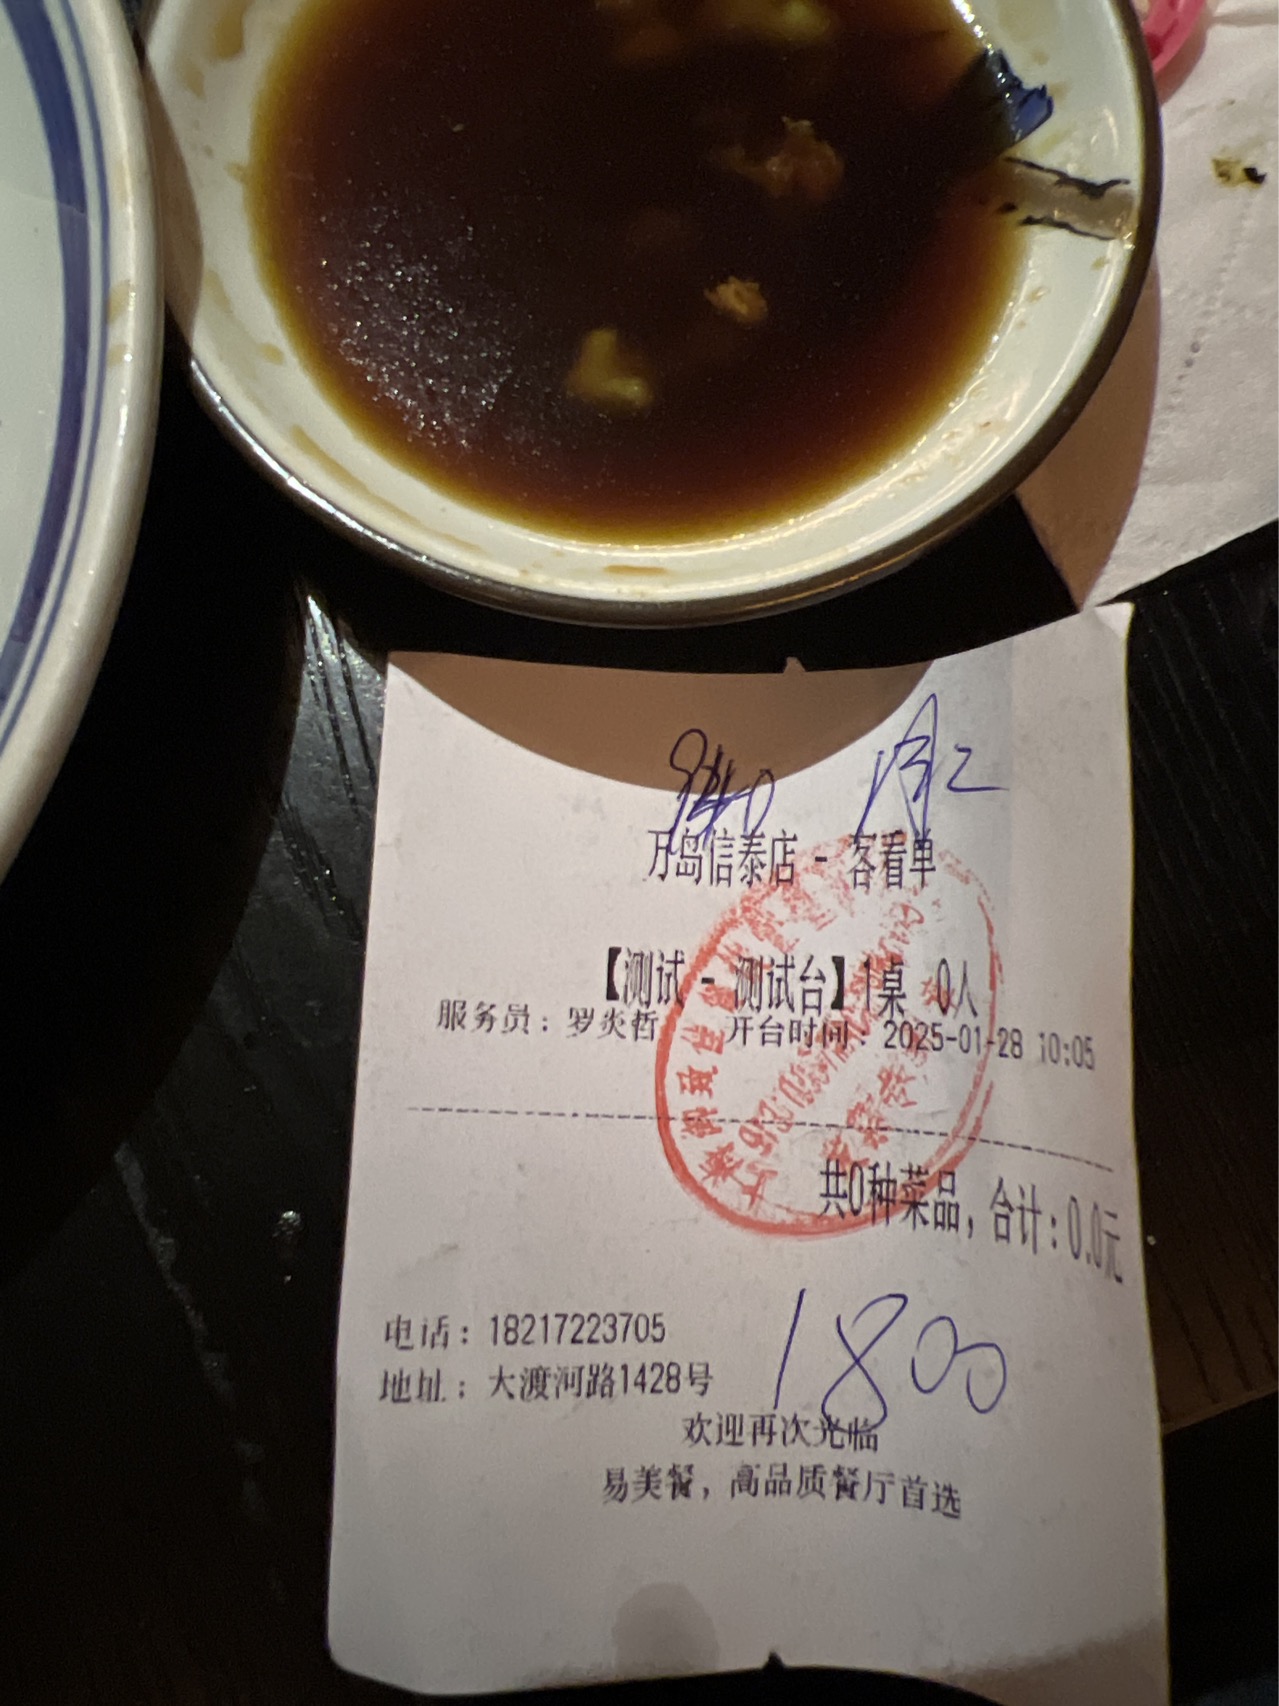 万岛信泰店 - 客看单
【测试 - 测试台】1桌 0人
服务员：罗炎哲 开台时间：2025-01-28 10:05
共0种菜品，合计：0.0元
1800
电话：18217223705
地址：大渡河路1428号
欢迎再次光临
易美餐，高品质餐厅首选